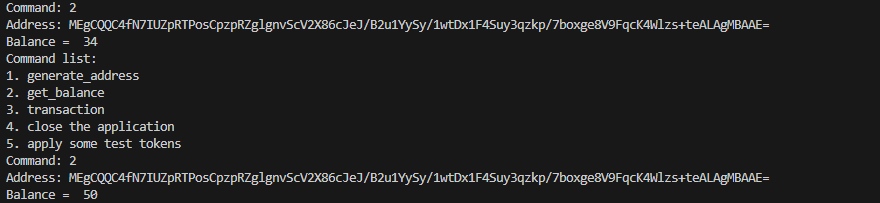 Command: 2
Address: MEgCQQC4fN7IUZpRTPosCpzpRZglgnvScV2X86cJeJ/B2u1YySy/1wtDx1F4Suy3qzkp/7boxge8V9FqcK4Wlzs+teALAgMBAAE=
Balance =  34
Command list:
1. generate_address
2. get_balance
3. transaction
4. close the application
5. apply some test tokens
Command: 2
Address: MEgCQQC4fN7IUZpRTPosCpzpRZglgnvScV2X86cJeJ/B2u1YySy/1wtDx1F4Suy3qzkp/7boxge8V9FqcK4Wlzs+teALAgMBAAE=
Balance =  50